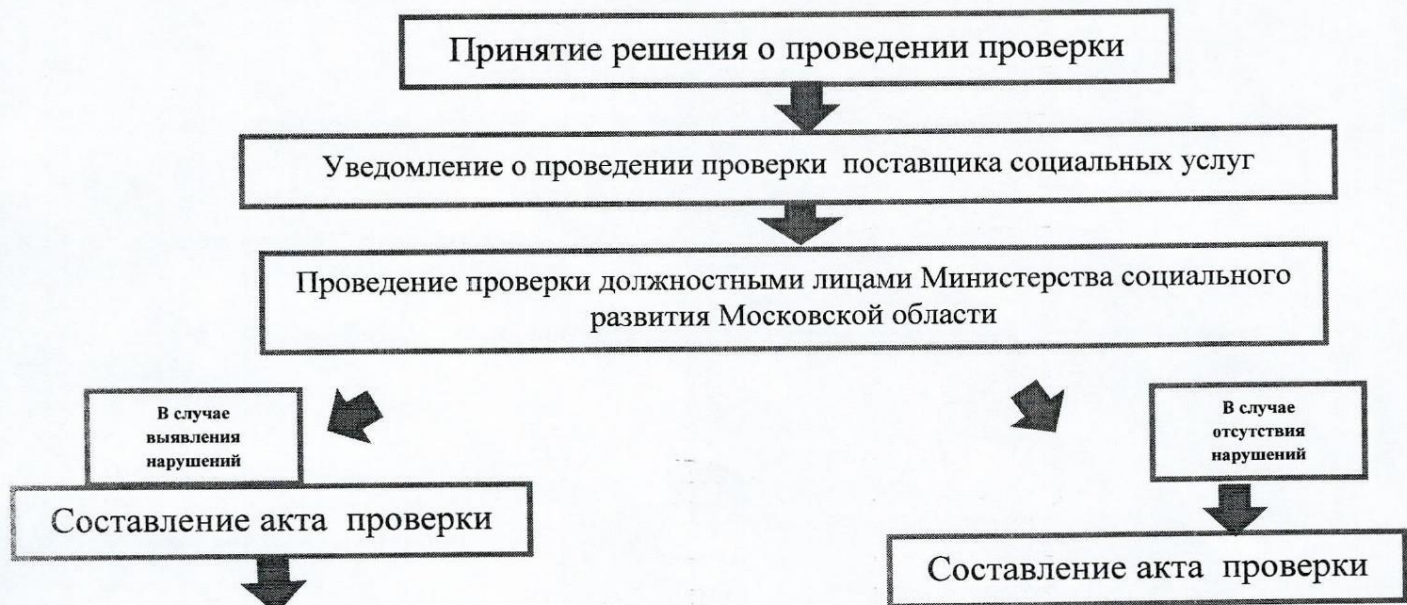 Принятие решения о проведении проверки
Уведомление о проведении проверки поставщика социальных услуг
Проведение проверки должностными лицами Министерства социального
развития Московской области
В случае
выявления
нарушений
Составление акта проверки
В случае
отсутствия
нарушений
Составление акта проверки